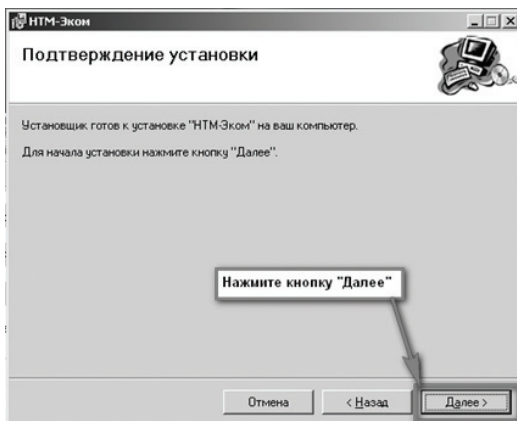 НТМ-Эком
Подтверждение установки
Установщик готов к установке "НТМ-Эком" на ваш компьютер.
Для начала установки нажмите кнопку "Далее".
Нажмите кнопку "Далее"
Отмена
< Назад
Далее >